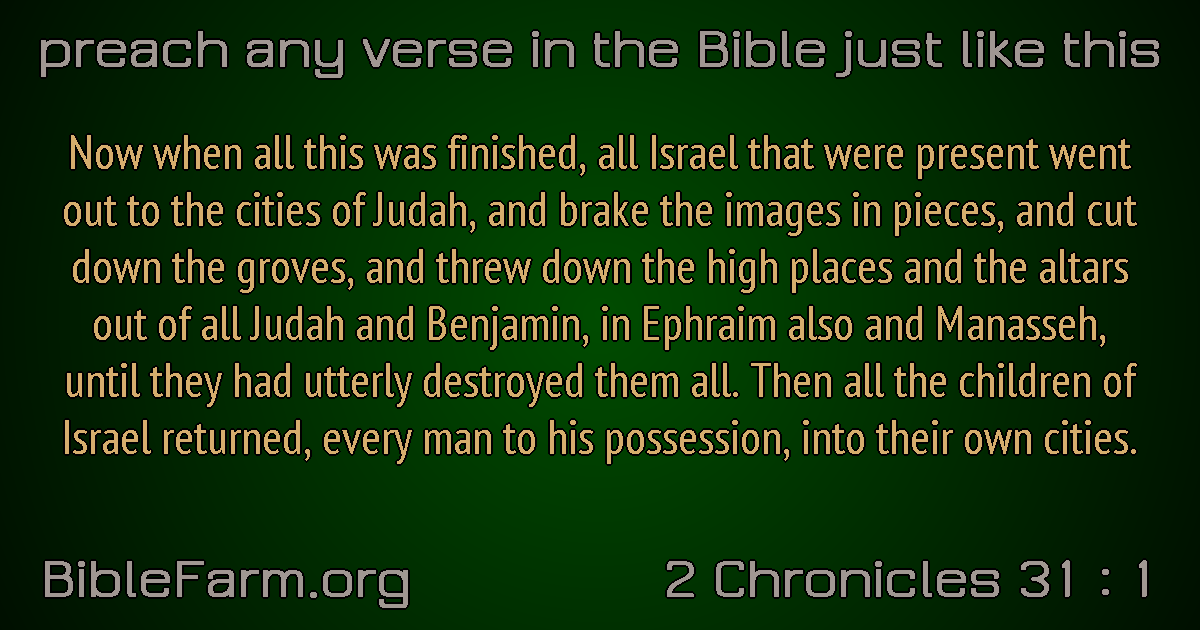 preach any verse in the Bible just like this
Now when all this was finished, all Israel that were present went
out to the cities of Judah, and brake the images in pieces, and cut
down the groves, and threw down the high places and the altars
out of all Judah and Benjamin, in Ephraim also and Manasseh,
until they had utterly destroyed them all. Then all the children of
Israel returned, every man to his possession, into their own cities.
BibleFarm.org
2 Chronicles 31 : 1